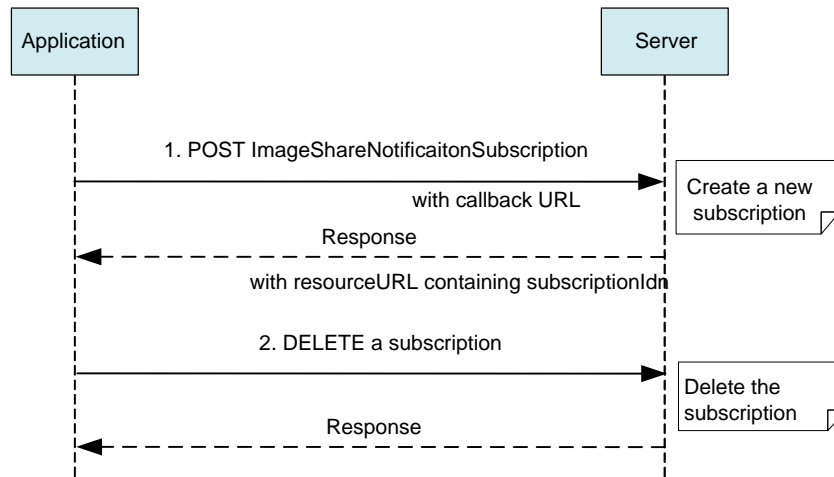 Application
Server
1. POST ImageShareNotificaitonSubscription
with callback URL
Create a new
subscription
Response
with resourceURL containing subscriptionIdn
2. DELETE a subscription
Delete the
subscription
Response